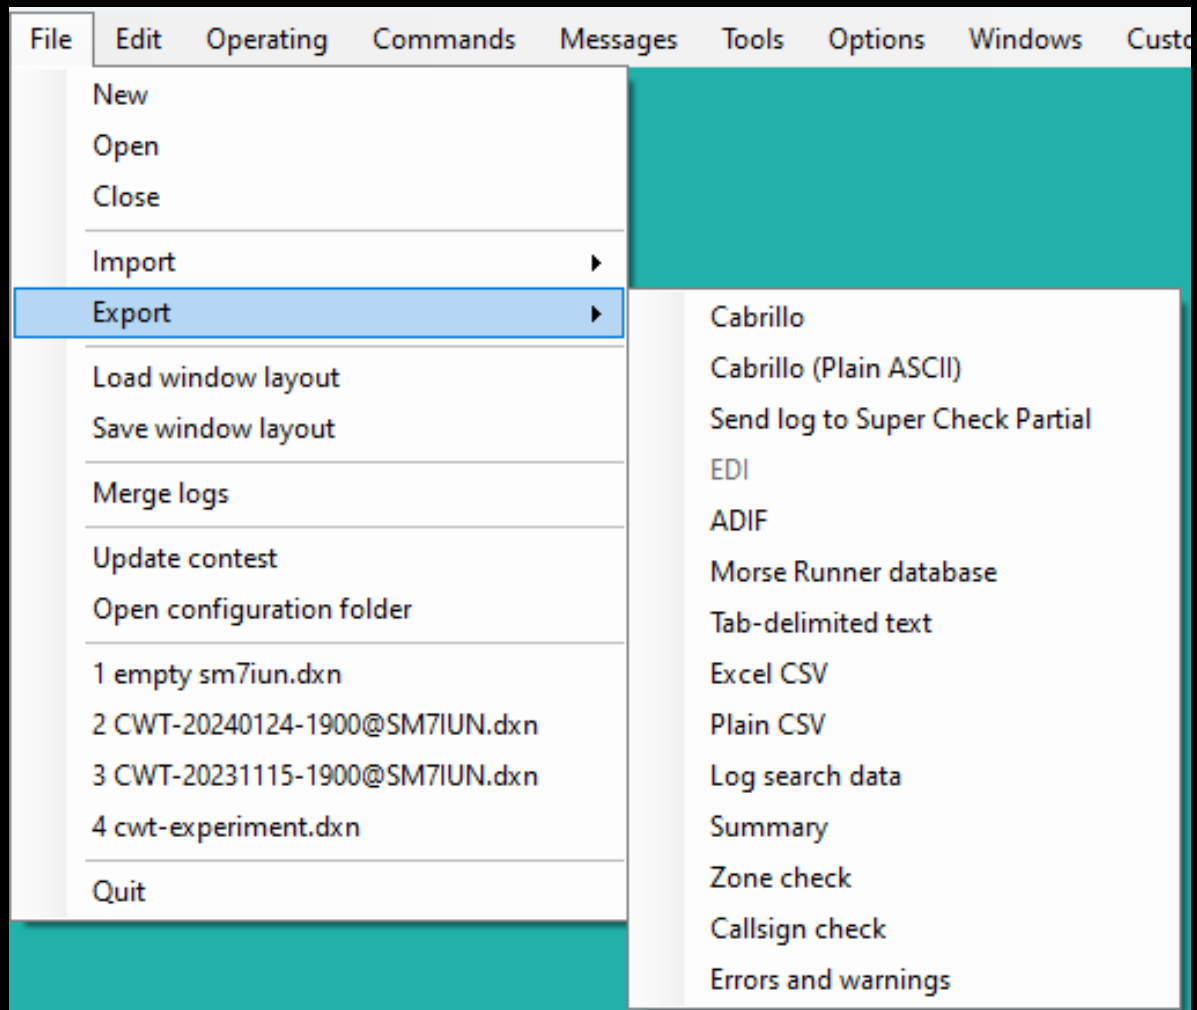 File Edit Operating Commands Messages Tools Options Windows
New
Open
Close
Import
Export
Load window layout
Save window layout
Merge logs
Update contest
Open configuration folder
1 empty sm7iun.dxn
2 CWT-20240124-1900@SM7IUN.dxn
3 CWT-20231115-1900@SM7IUN.dxn
4 cwt-experiment.dxn
Quit
Cabrillo
Cabrillo (Plain ASCII)
Send log to Super Check Partial
EDI
ADIF
Morse Runner database
Tab-delimited text
Excel CSV
Plain CSV
Log search data
Summary
Zone check
Callsign check
Errors and warnings